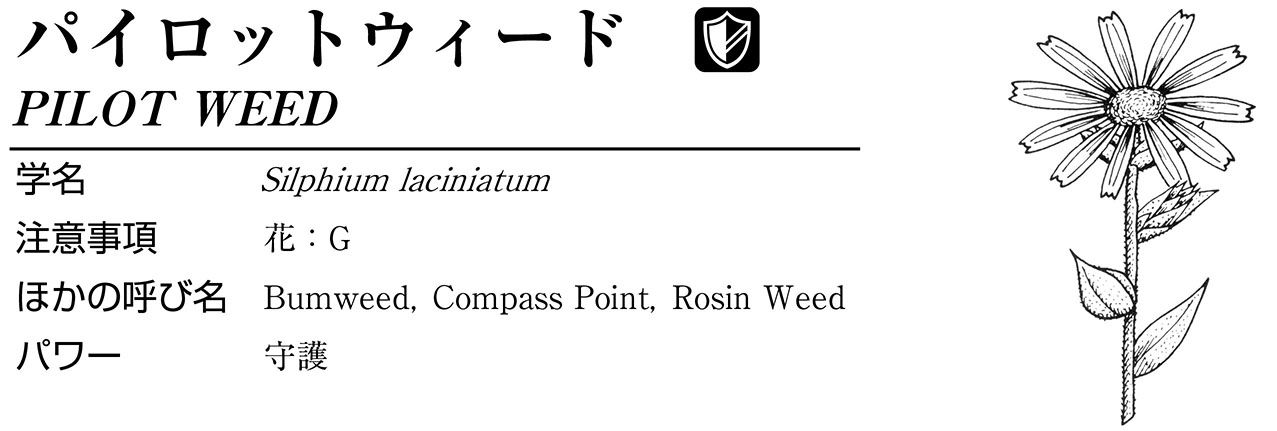 パイロットウィード
PILOT WEED
学名 Silphium laciniatum
注意事項 花：G
ほかの呼び名 Bumweed, Compass Point, Rosin Weed
パワー 守護